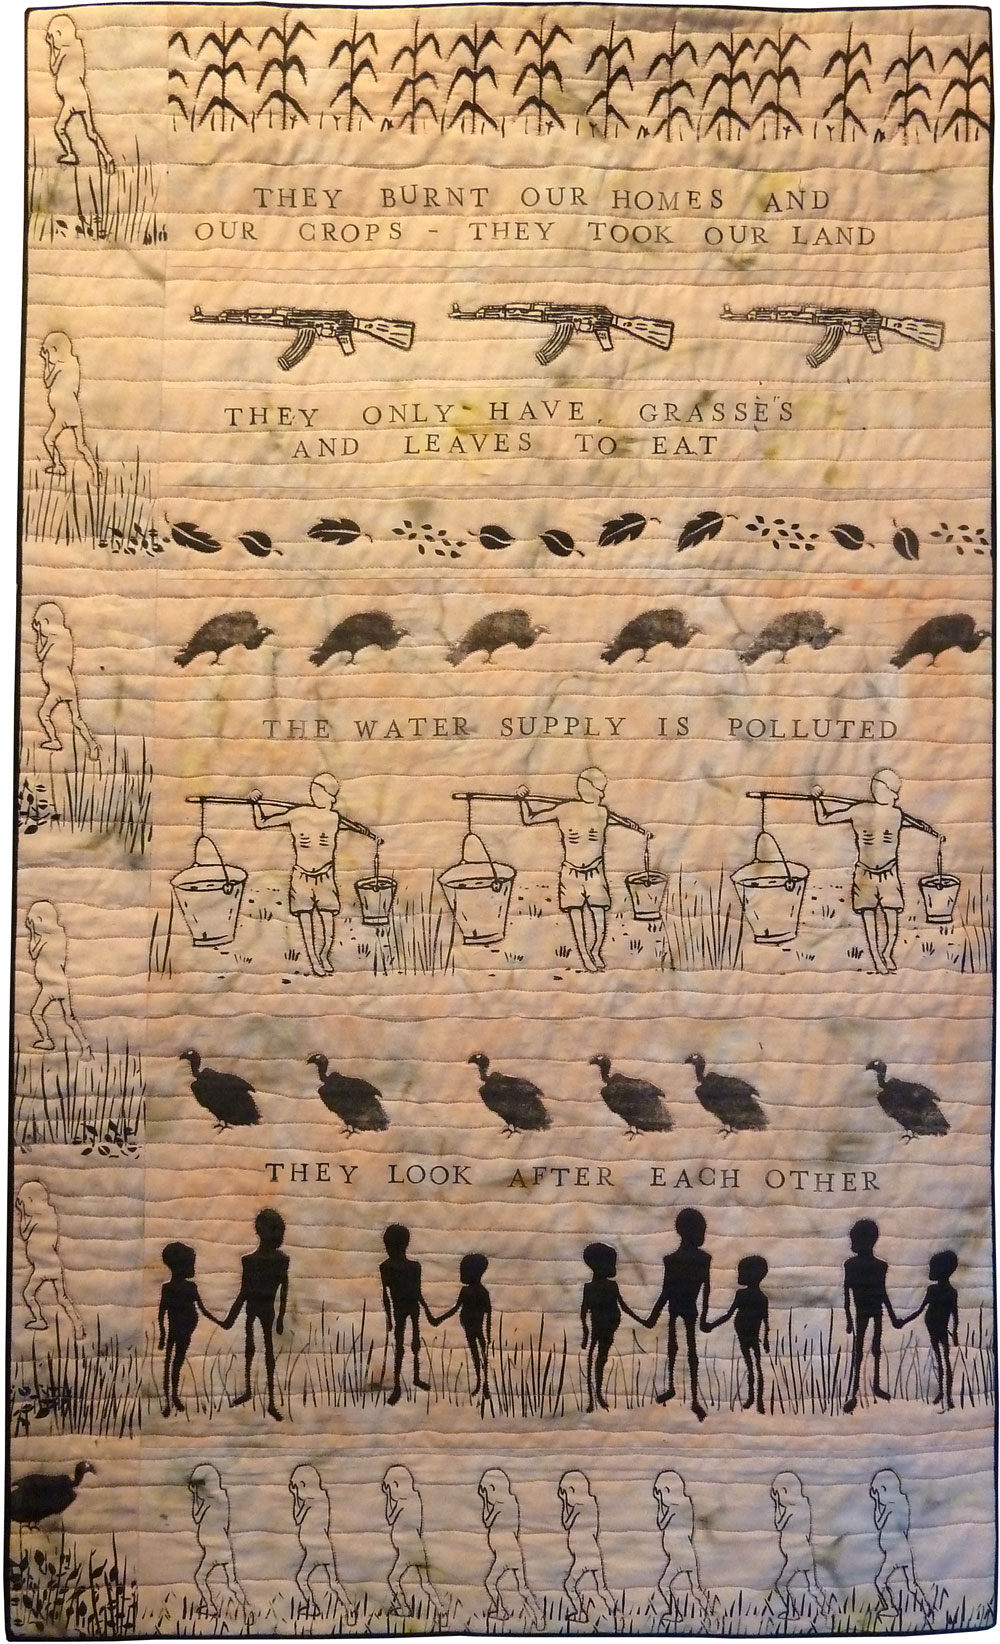 THEY BURNT OUR HOMES AND
OUR CROPS - THEY TOOK OUR LAND
THEY ONLY HAVE GRASSES
AND LEAVES TO EAT
THE WATER SUPPLY IS POLLUTED
THEY LOOK AFTER EACH OTHER